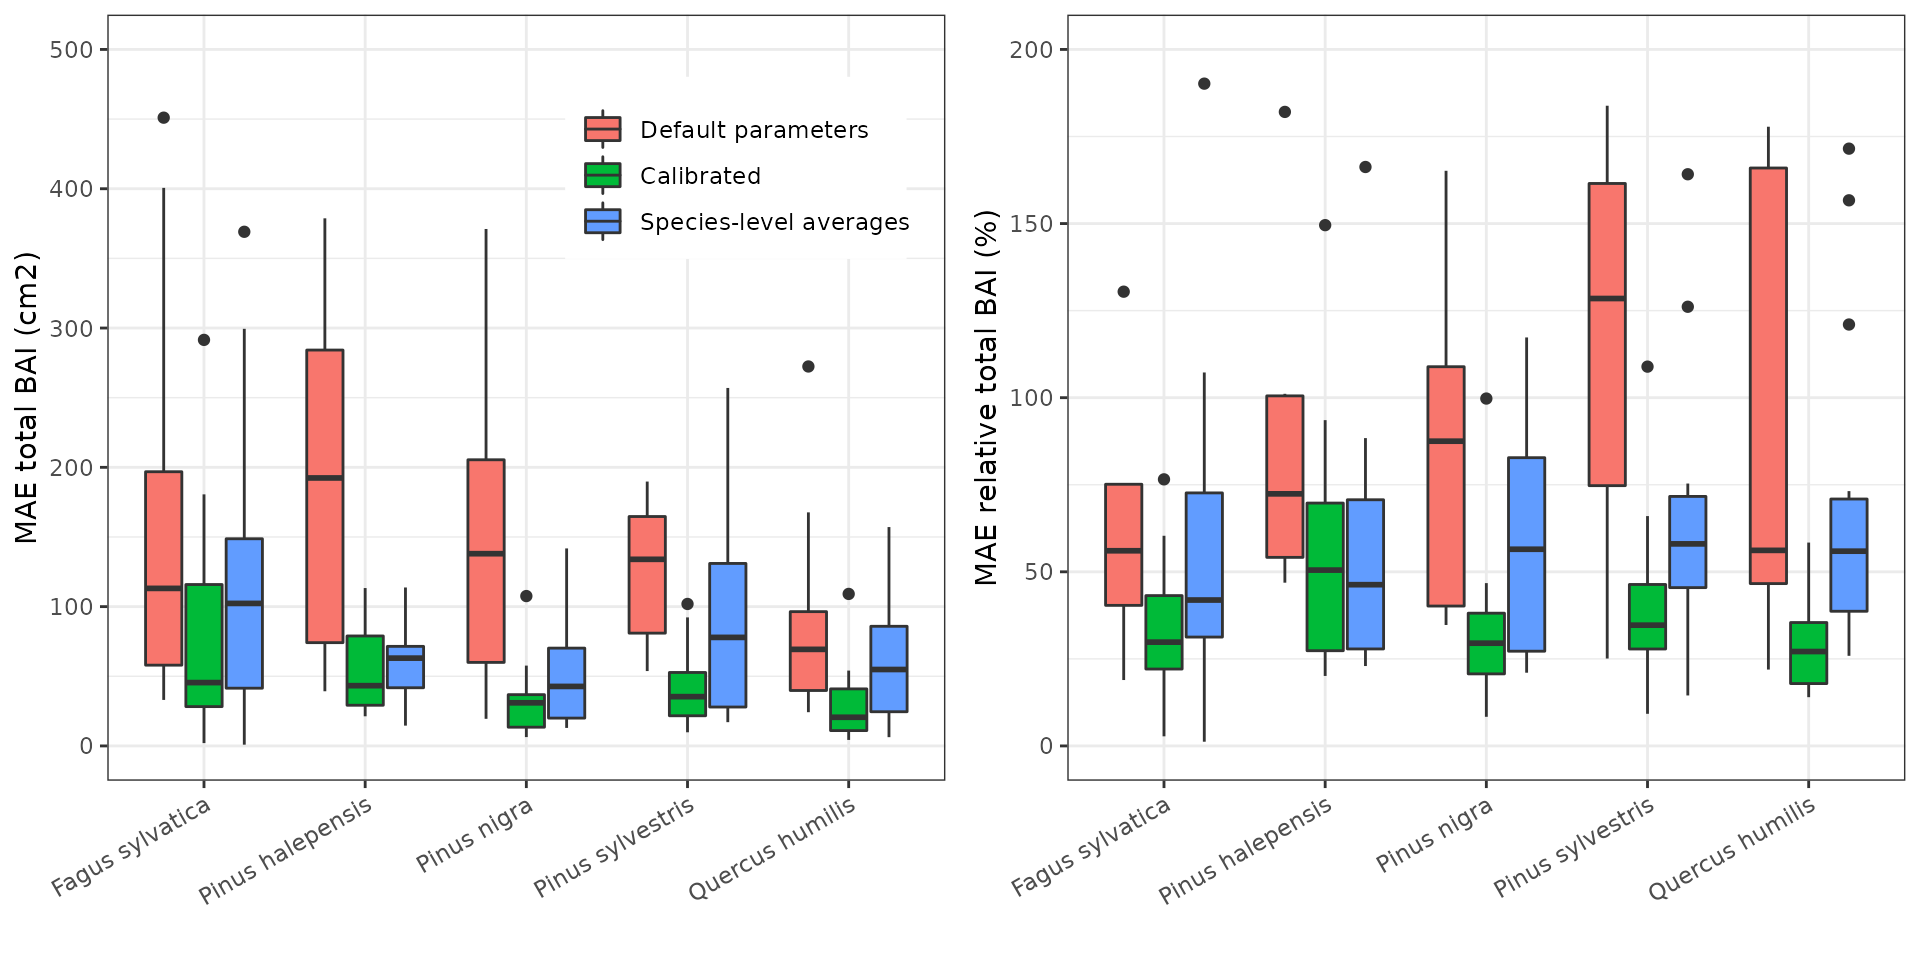 MAE total BAI (cm2)
500
400
300
200
100
0
Default parameters
Calibrated
Species-level averages
Fagus sylvatica
Pinus halepensis
Pinus nigra
Pinus sylvestris
Quercus humilis
MAE relative total BAI (%)
200
150
100
50
0
Fagus sylvatica
Pinus halepensis
Pinus nigra
Pinus sylvestris
Quercus humilis